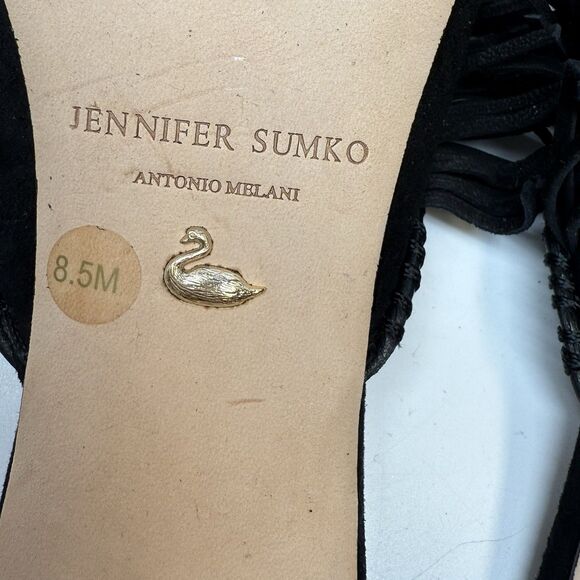 JENNIFER SUMKO
ANTONIO MELANI
8.5M